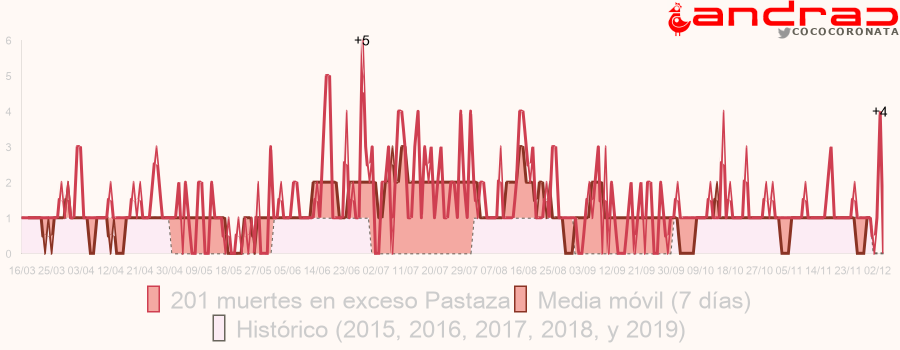 andrab
COCOCORONATA
+5
+4
6
5
4
3
2
1
0
16/03 25/03 03/04 12/04 21/04 30/04 09/05 18/05 27/05 05/06 14/06 23/06 02/07 11/07 20/07 29/07 07/08 16/08 25/08 03/09 12/09 21/09 30/09 09/10 18/10 27/10 05/11 14/11 23/11 02/12
201 muertes en exceso Pastaza Media móvil (7 días)
Histórico (2015, 2016, 2017, 2018, y 2019)